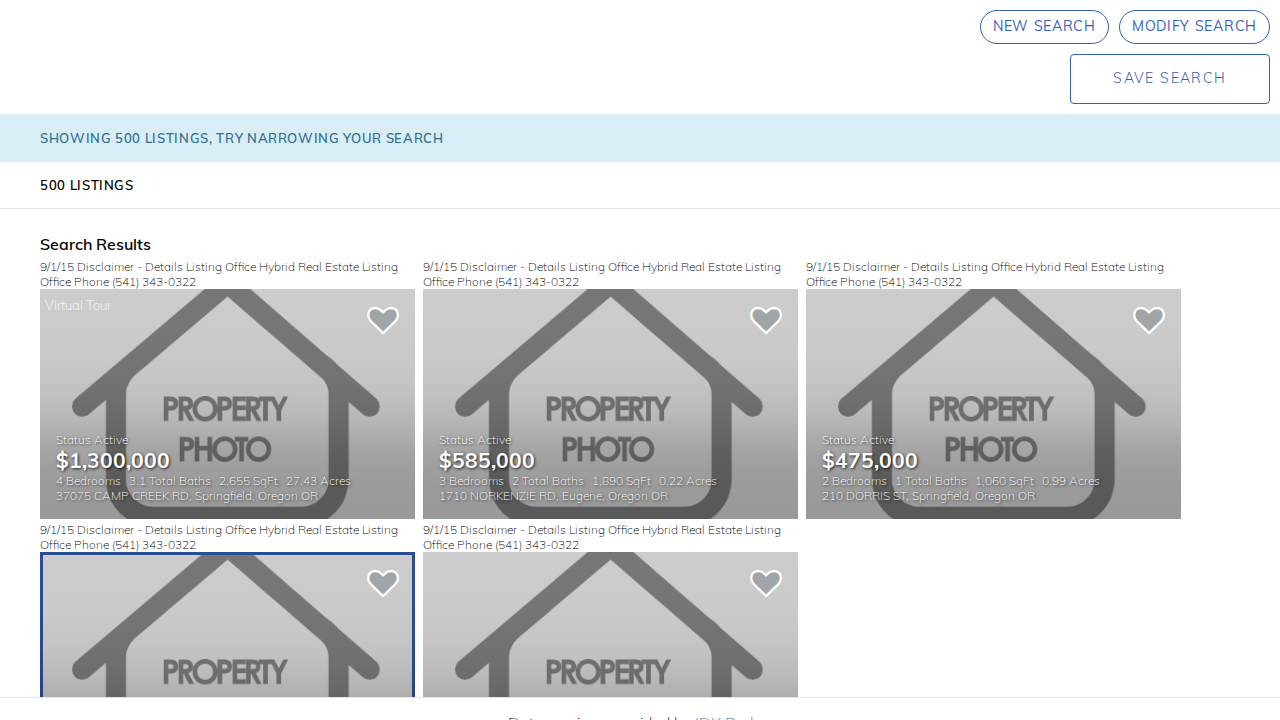 NEW SEARCH
MODIFY SEARCH
SAVE SEARCH
SHOWING 500 LISTINGS, TRY NARROWING YOUR SEARCH
500 LISTINGS
Search Results
9/1/15 Disclaimer - Details Listing Office Hybrid Real Estate Listing
Office Phone (541) 343-0322
Virtual Tour
PROPERTY
PHOTO
Status Active
$1,300,000
4 Bedrooms 3.1 Total Baths 2,655 SqFt 27.43 Acres
37075 CAMP CREEK RD, Springfield, Oregon OR
9/1/15 Disclaimer - Details Listing Office Hybrid Real Estate Listing
Office Phone (541) 343-0322
PROPERTY
PHOTO
Status Active
$585,000
3 Bedrooms 2 Total Baths 1,890 SqFt 0.22 Acres
1710 NORKENZIE RD, Eugene, Oregon OR
9/1/15 Disclaimer - Details Listing Office Hybrid Real Estate Listing
Office Phone (541) 343-0322
PROPERTY
PHOTO
Status Active
$475,000
2 Bedrooms 1 Total Baths 1,060 SqFt 0.99 Acres
210 DORRIS ST, Springfield, Oregon OR
9/1/15 Disclaimer - Details Listing Office Hybrid Real Estate Listing
Office Phone (541) 343-0322
PROPERTY
9/1/15 Disclaimer - Details Listing Office Hybrid Real Estate Listing
Office Phone (541) 343-0322
PROPERTY